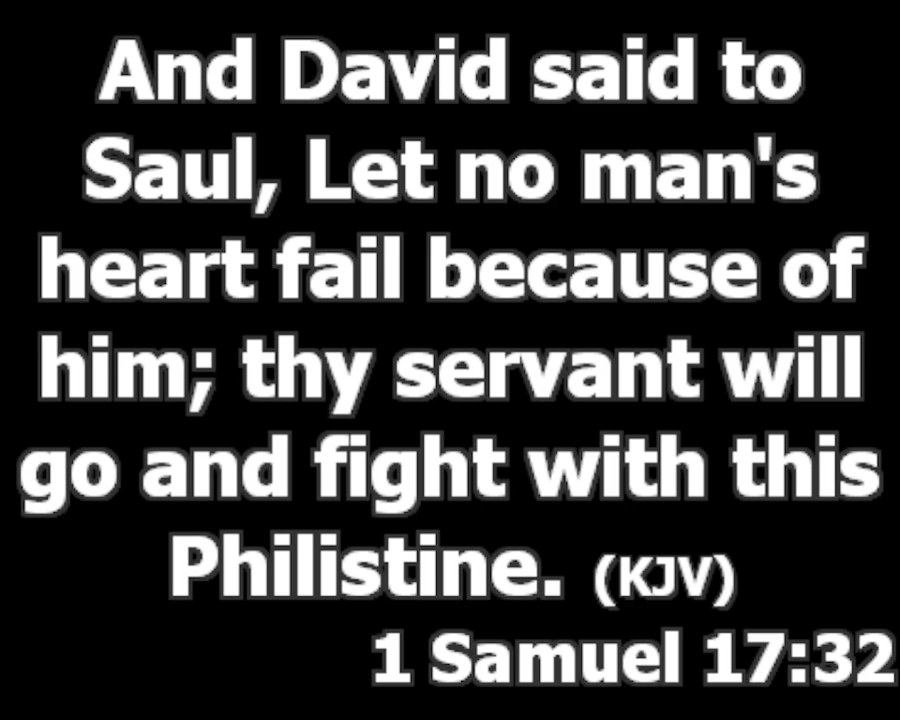 And David said to
Saul, Let no man's
heart fail because of
him; thy servant will
go and fight with this
Philistine. (KJV)
1 Samuel 17:32